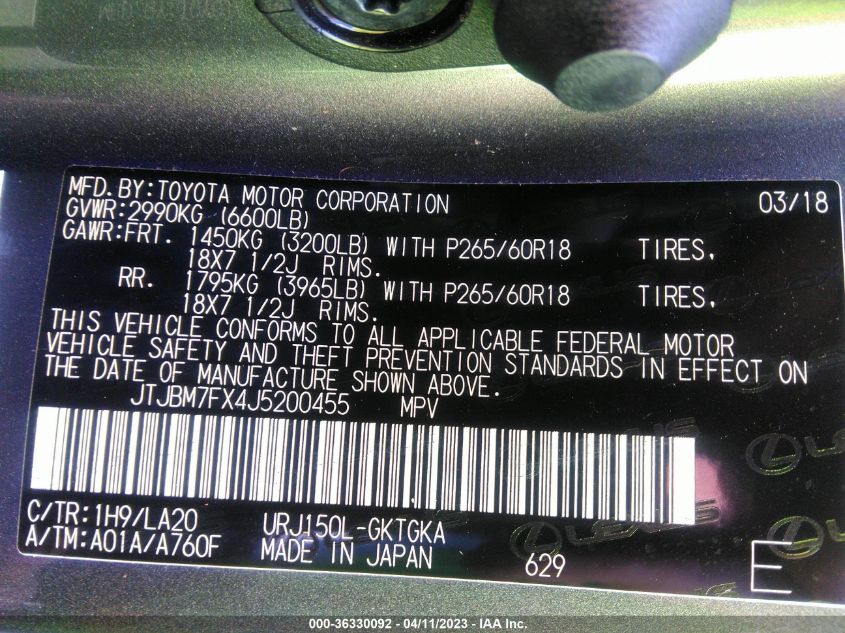 MFD. BY: TOYOTA MOTOR CORPORATION 03/18
GVWR: 2990KG (6600LB)
GAWR: FRT. 1450KG (3200LB) WITH P265/60R18 TIRES,
18X7 1/2J RIMS.
RR. 1795KG (3965LB) WITH P265/60R18 TIRES,
18X7 1/2J RIMS.
THIS VEHICLE CONFORMS TO ALL APPLICABLE FEDERAL MOTOR
VEHICLE SAFETY AND THEFT PREVENTION STANDARDS IN EFFECT ON
THE DATE OF MANUFACTURE SHOWN ABOVE.
JTJBM7FX4J5200455 MPV
LEXUS
C/TR: 1H9/LA20 URJ150L-GKTGKA
A/TM: A01A/A760F MADE IN JAPAN 629 E
000-36330092 - 04/11/2023 - IAA Inc.